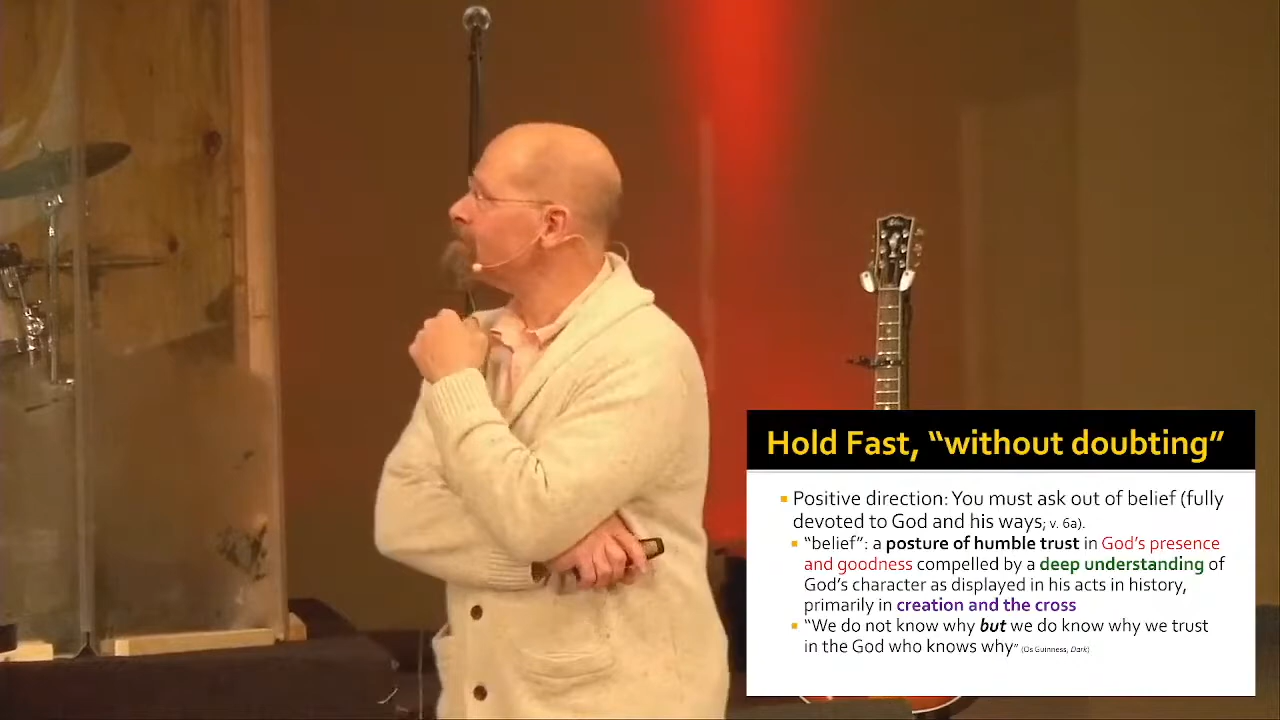 Hold Fast, “without doubting”
Positive direction: You must ask out of belief (fully
devoted to God and his ways; v. 6a).
“belief”: a posture of humble trust in God’s presence
and goodness compelled by a deep understanding of
God’s character as displayed in his acts in history,
primarily in creation and the cross
“We do not know why but we do know why we trust
in the God who knows why” (Os Guinness, Dark)